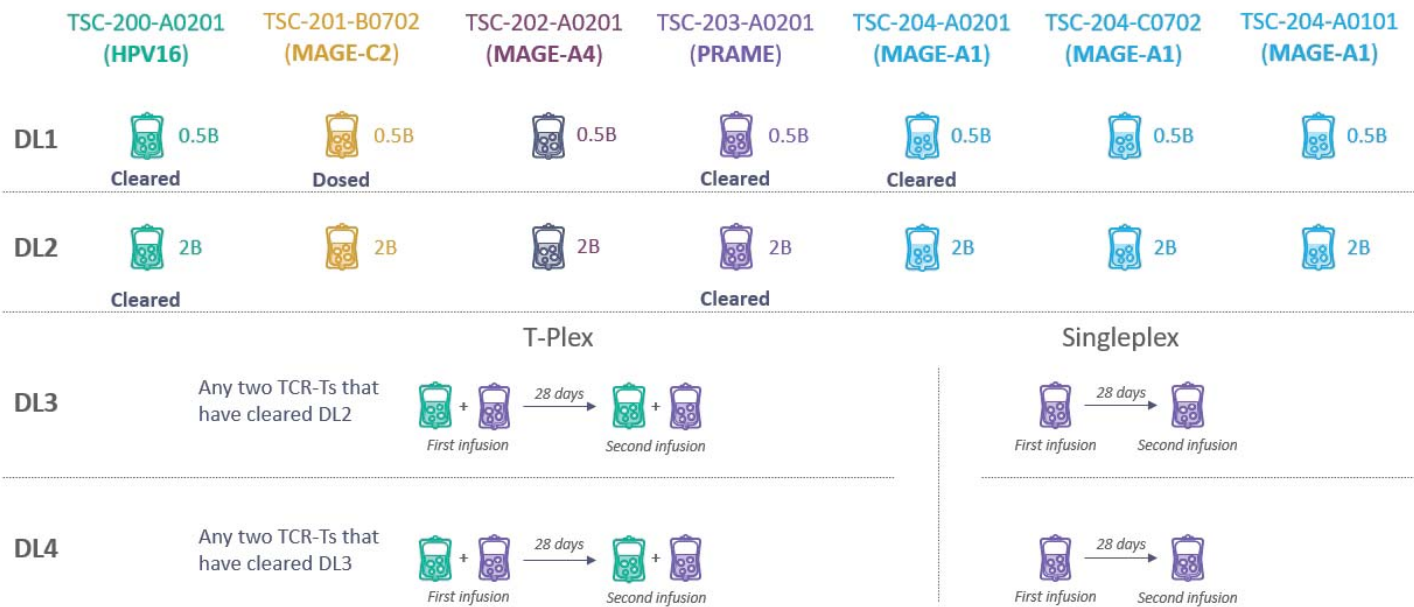 TSC-200-A0201 TSC-201-B0702 TSC-202-A0201 TSC-203-A0201 TSC-204-A0201 TSC-204-C0702 TSC-204-A0101
(HPV16) (MAGE-C2) (MAGE-A4) (PRAME) (MAGE-A1) (MAGE-A1) (MAGE-A1)
DL1 0.5B 0.5B 0.5B 0.5B 0.5B 0.5B 0.5B
Cleared Dosed Cleared Cleared
DL2 2B 2B 2B 2B 2B 2B 2B
Cleared Cleared
T-Plex Singleplex
DL3
Any two TCR-Ts that
have cleared DL2
+ 28 days + 28 days
First infusion Second infusion First infusion Second infusion
DL4
Any two TCR-Ts that
have cleared DL3
+ 28 days + 28 days
First infusion Second infusion First infusion Second infusion